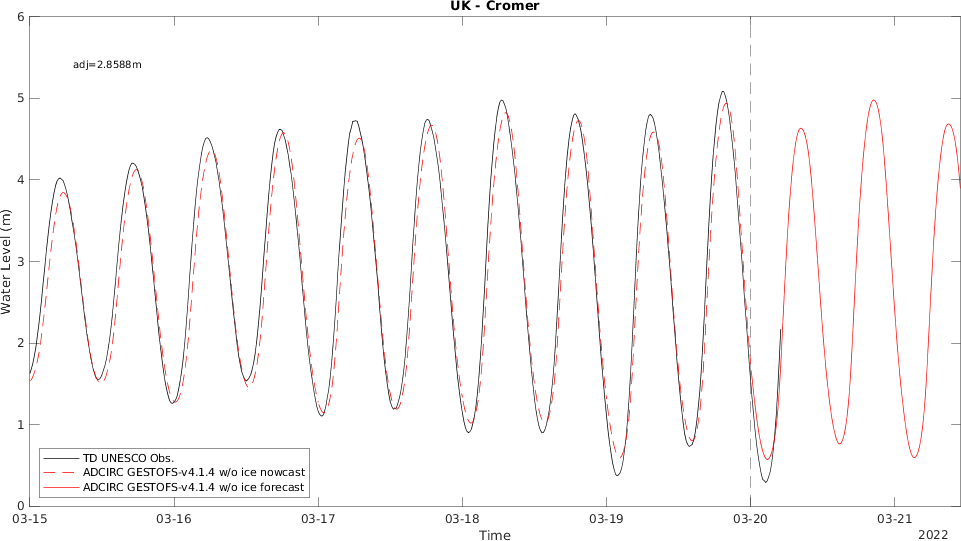 UK - Cromer
6
adj=2.8588m
5
4
3
2
1
0
Water Level (m)
TD UNESCO Obs.
ADCIRC GESTOFS-v4.1.4 w/o ice nowcast
ADCIRC GESTOFS-v4.1.4 w/o ice forecast
03-15 03-16 03-17 03-18 03-19 03-20 03-21
Time
2022